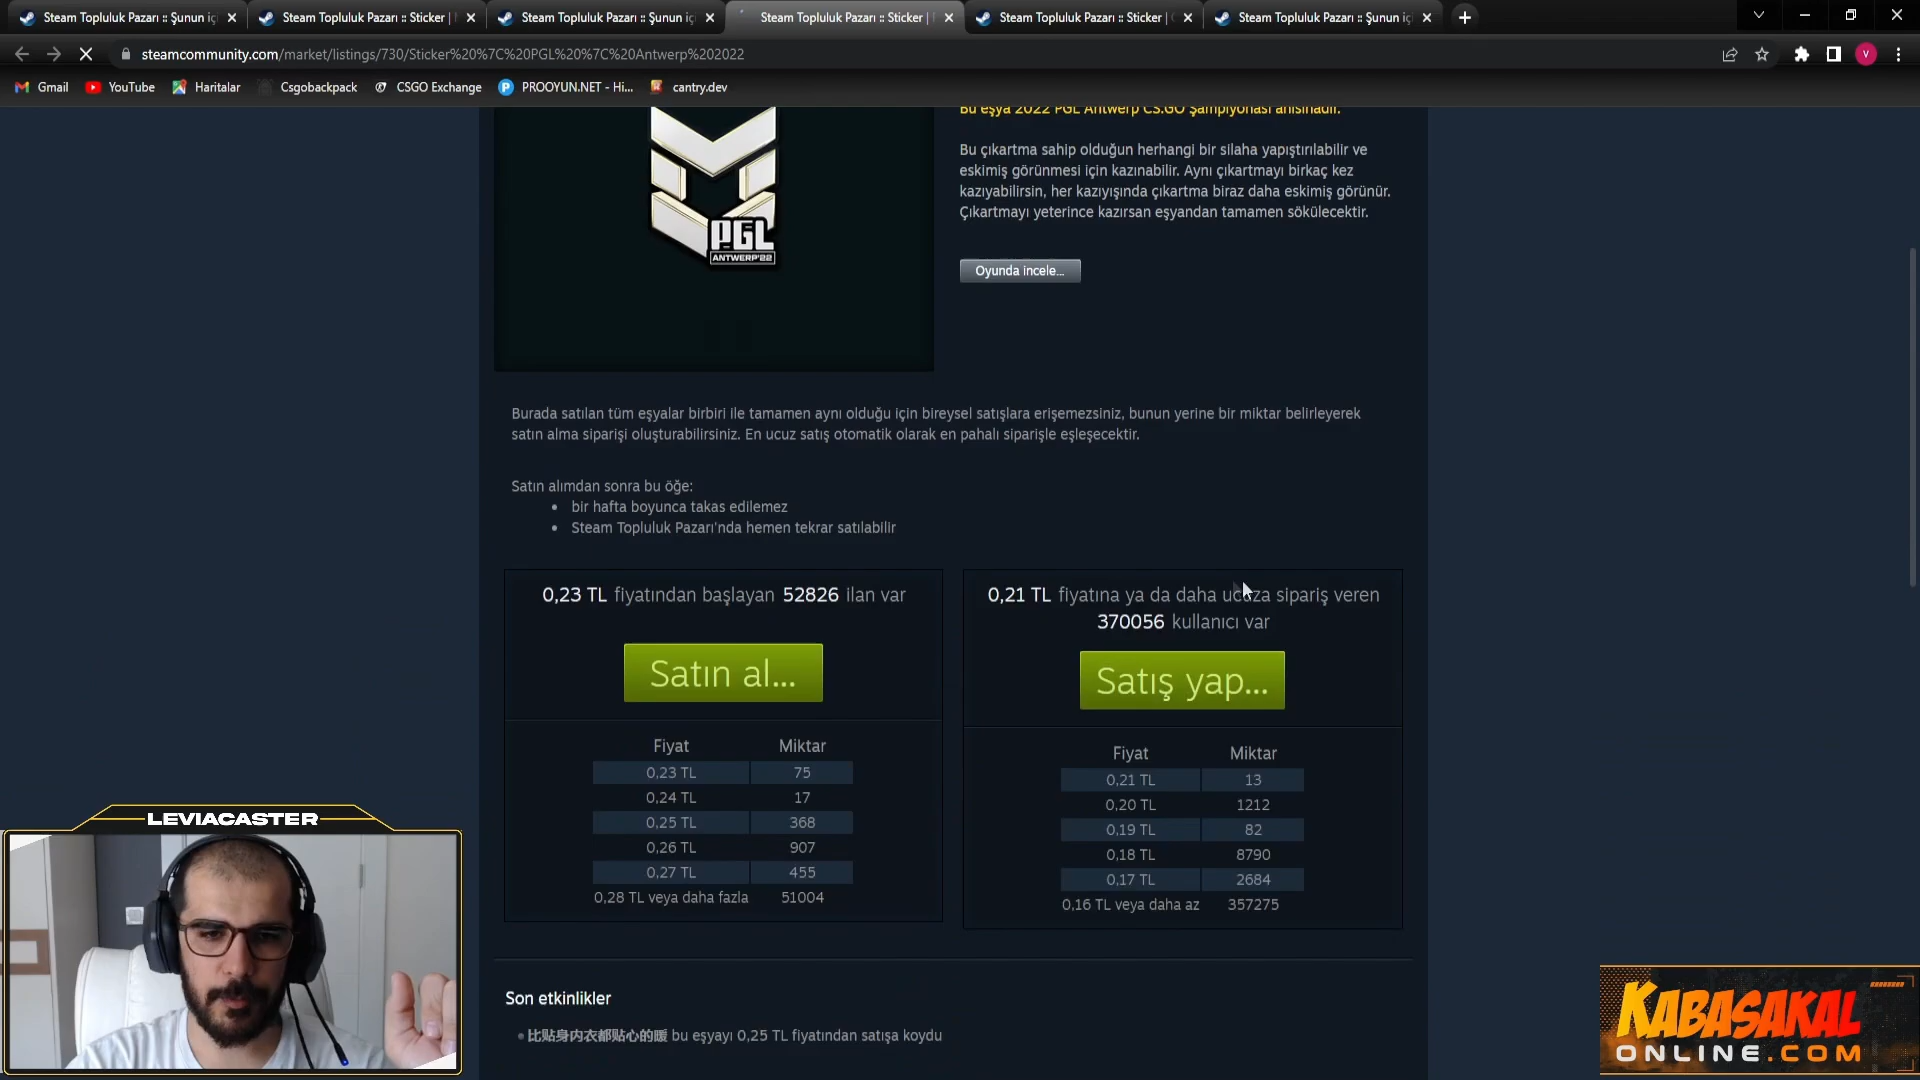 Steam Topluluk Pazarı :: Şunun iç
Steam Topluluk Pazarı :: Sticker |
Steam Topluluk Pazarı :: Şunun iç
Steam Topluluk Pazarı :: Sticker |
Steam Topluluk Pazarı :: Sticker |
Steam Topluluk Pazarı :: Şunun iç
steamcommunity.com/market/listings/730/Sticker%20%7C%20PGL%20%7C%20Antwerp%202022
V
Gmail
YouTube
Haritalar
Csgobackpack
CSGO Exchange
PROOYUN.NET - Hi...
cantry.dev
Bu eşya 2022 PGL Antwerp CS:GO Şampiyonası anısınadır.
Bu çıkartma sahip olduğun herhangi bir silaha yapıştırılabilir ve
eskimiş görünmesi için kazınabilir. Aynı çıkartmayı birkaç kez
kazıyabilirsin, her kazıyışında çıkartma biraz daha eskimiş görünür.
Çıkartmayı yeterince kazırsan eşyandan tamamen sökülecektir.
PGL
ANTWERP'22
Oyunda incele...
Burada satılan tüm eşyalar birbiri ile tamamen aynı olduğu için bireysel satışlara erişemezsiniz, bunun yerine bir miktar belirleyerek
satın alma siparişi oluşturabilirsiniz. En ucuz satış otomatik olarak en pahalı siparişle eşleşecektir.
Satın alımdan sonra bu öğe:
• bir hafta boyunca takas edilemez
• Steam Topluluk Pazarı'nda hemen tekrar satılabilir
0,23 TL fiyatından başlayan 52826 ilan var
Satın al...
Fiyat Miktar
0,23 TL 75
0,24 TL 17
0,25 TL 368
0,26 TL 907
0,27 TL 455
0,28 TL veya daha fazla 51004
0,21 TL fiyatına ya da daha ucuza sipariş veren
370056 kullanıcı var
Satış yap...
Fiyat Miktar
0,21 TL 13
0,20 TL 1212
0,19 TL 82
0,18 TL 8790
0,17 TL 2684
0,16 TL veya daha az 357275
Son etkinlikler
比贴身内衣都贴心的暖 bu eşyayı 0,25 TL fiyatından satışa koydu
LEVIACASTER
KABASAKAL
ONLINE.COM